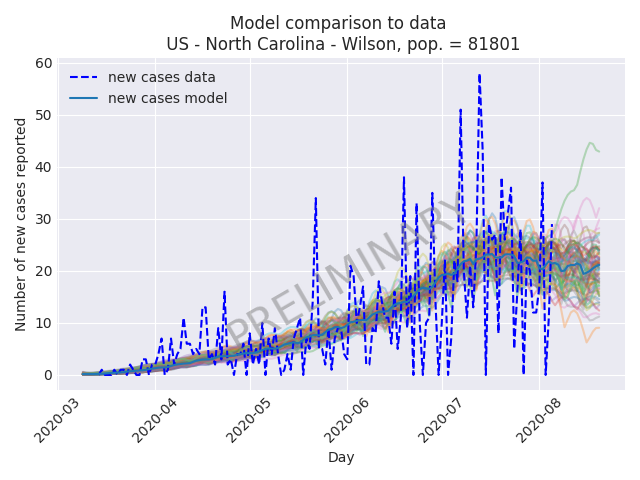 Model comparison to data
US - North Carolina - Wilson, pop. = 81801
Number of new cases reported
60
50
40
30
20
10
0
new cases data
new cases model
PRELIMINARY
2020-03
2020-04
2020-05
2020-06
2020-07
2020-08
Day